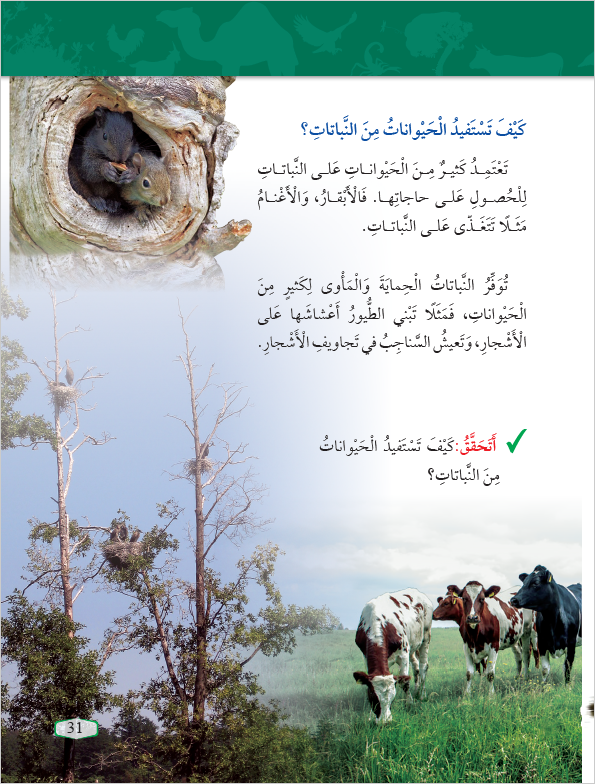 كَيْفَ تَسْتَفيدُ الْحَيْواناتُ مِنَ النَّباتاتِ؟
تَعْتَمِدُ كَثيرٌ مِنَ الْحَيْواناتِ عَلى النَّباتاتِ
لِلْحُصولِ عَلى حاجاتِها. فَالْأَبْقارُ، وَالْأَغْنامُ
مَثَلًا تَتَغَذّى عَلى النَّباتاتِ.
تُوَفِّرُ النَّباتاتُ الْحِمايَةَ وَالْمَأْوى لِكَثيرٍ مِنَ
الْحَيْواناتِ، فَمَثَلًا تَبْني الطُّيورُ أَعْشاشَها عَلى
الْأَشْجارِ، وَتَعيشُ السَّناجِبُ في تَجاويفِ الْأَشْجارِ.
أَتَحَقَّقُ: كَيْفَ تَسْتَفيدُ الْحَيْواناتُ
مِنَ النَّباتاتِ؟
31